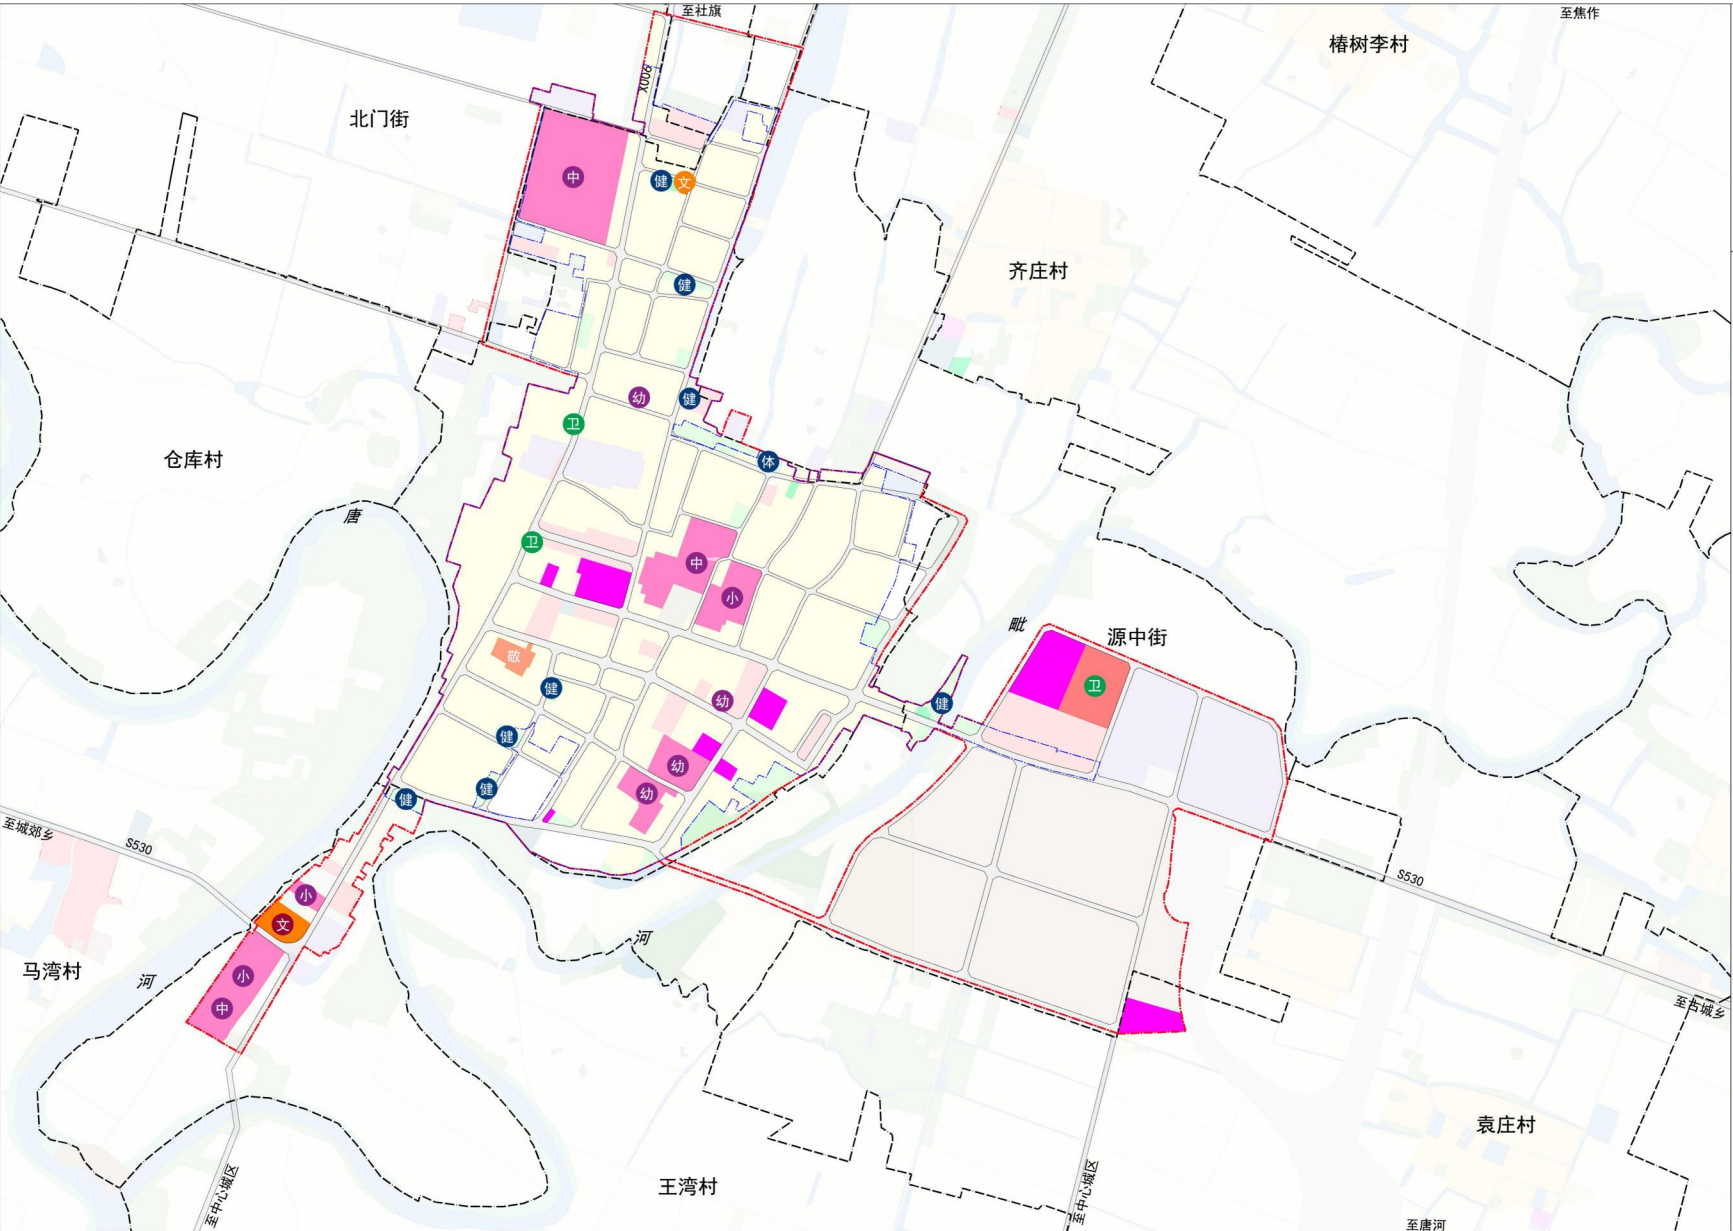 至社旗
至焦作
椿树李村
X006
北门街
中
健
文
齐庄村
健
幼
健
卫
仓库村
体
唐
卫
中
小
毗
源中街
敬
卫
健
幼
健
健
幼
健
幼
健
至城郊乡
S530
S530
小
文
河
马湾村
小
河
中
至古城乡
袁庄村
王湾村
至中心城区
至中心城区
至唐河